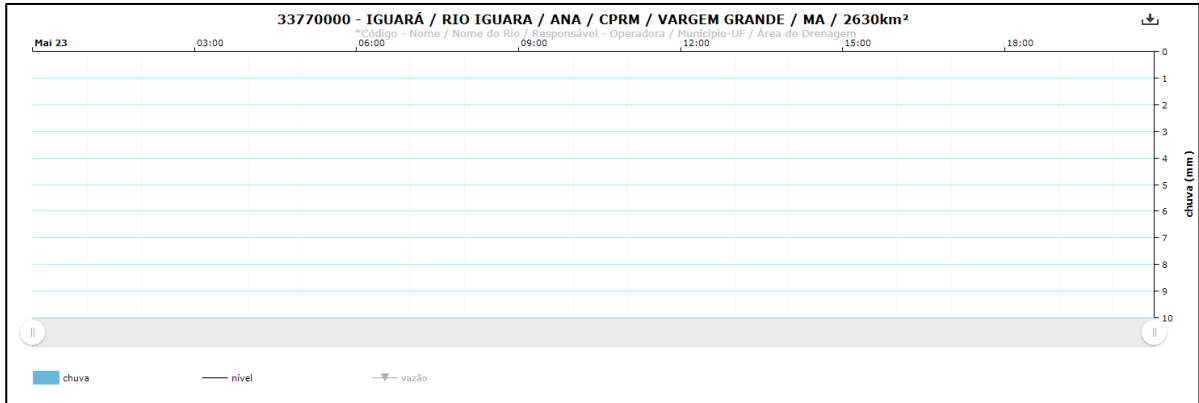 33770000 - IGUARÁ / RIO IGUARA / ANA / CPRM / VARGEM GRANDE / MA / 2630km²
*Código - Nome / Nome do Rio / Responsável - Operadora / Município-UF / Área de Drenagem
Mai 23 03:00 06:00 09:00 12:00 15:00 18:00
0
1
2
3
4
5
6
7
8
9
10
chuva (mm)
chuva nível vazão